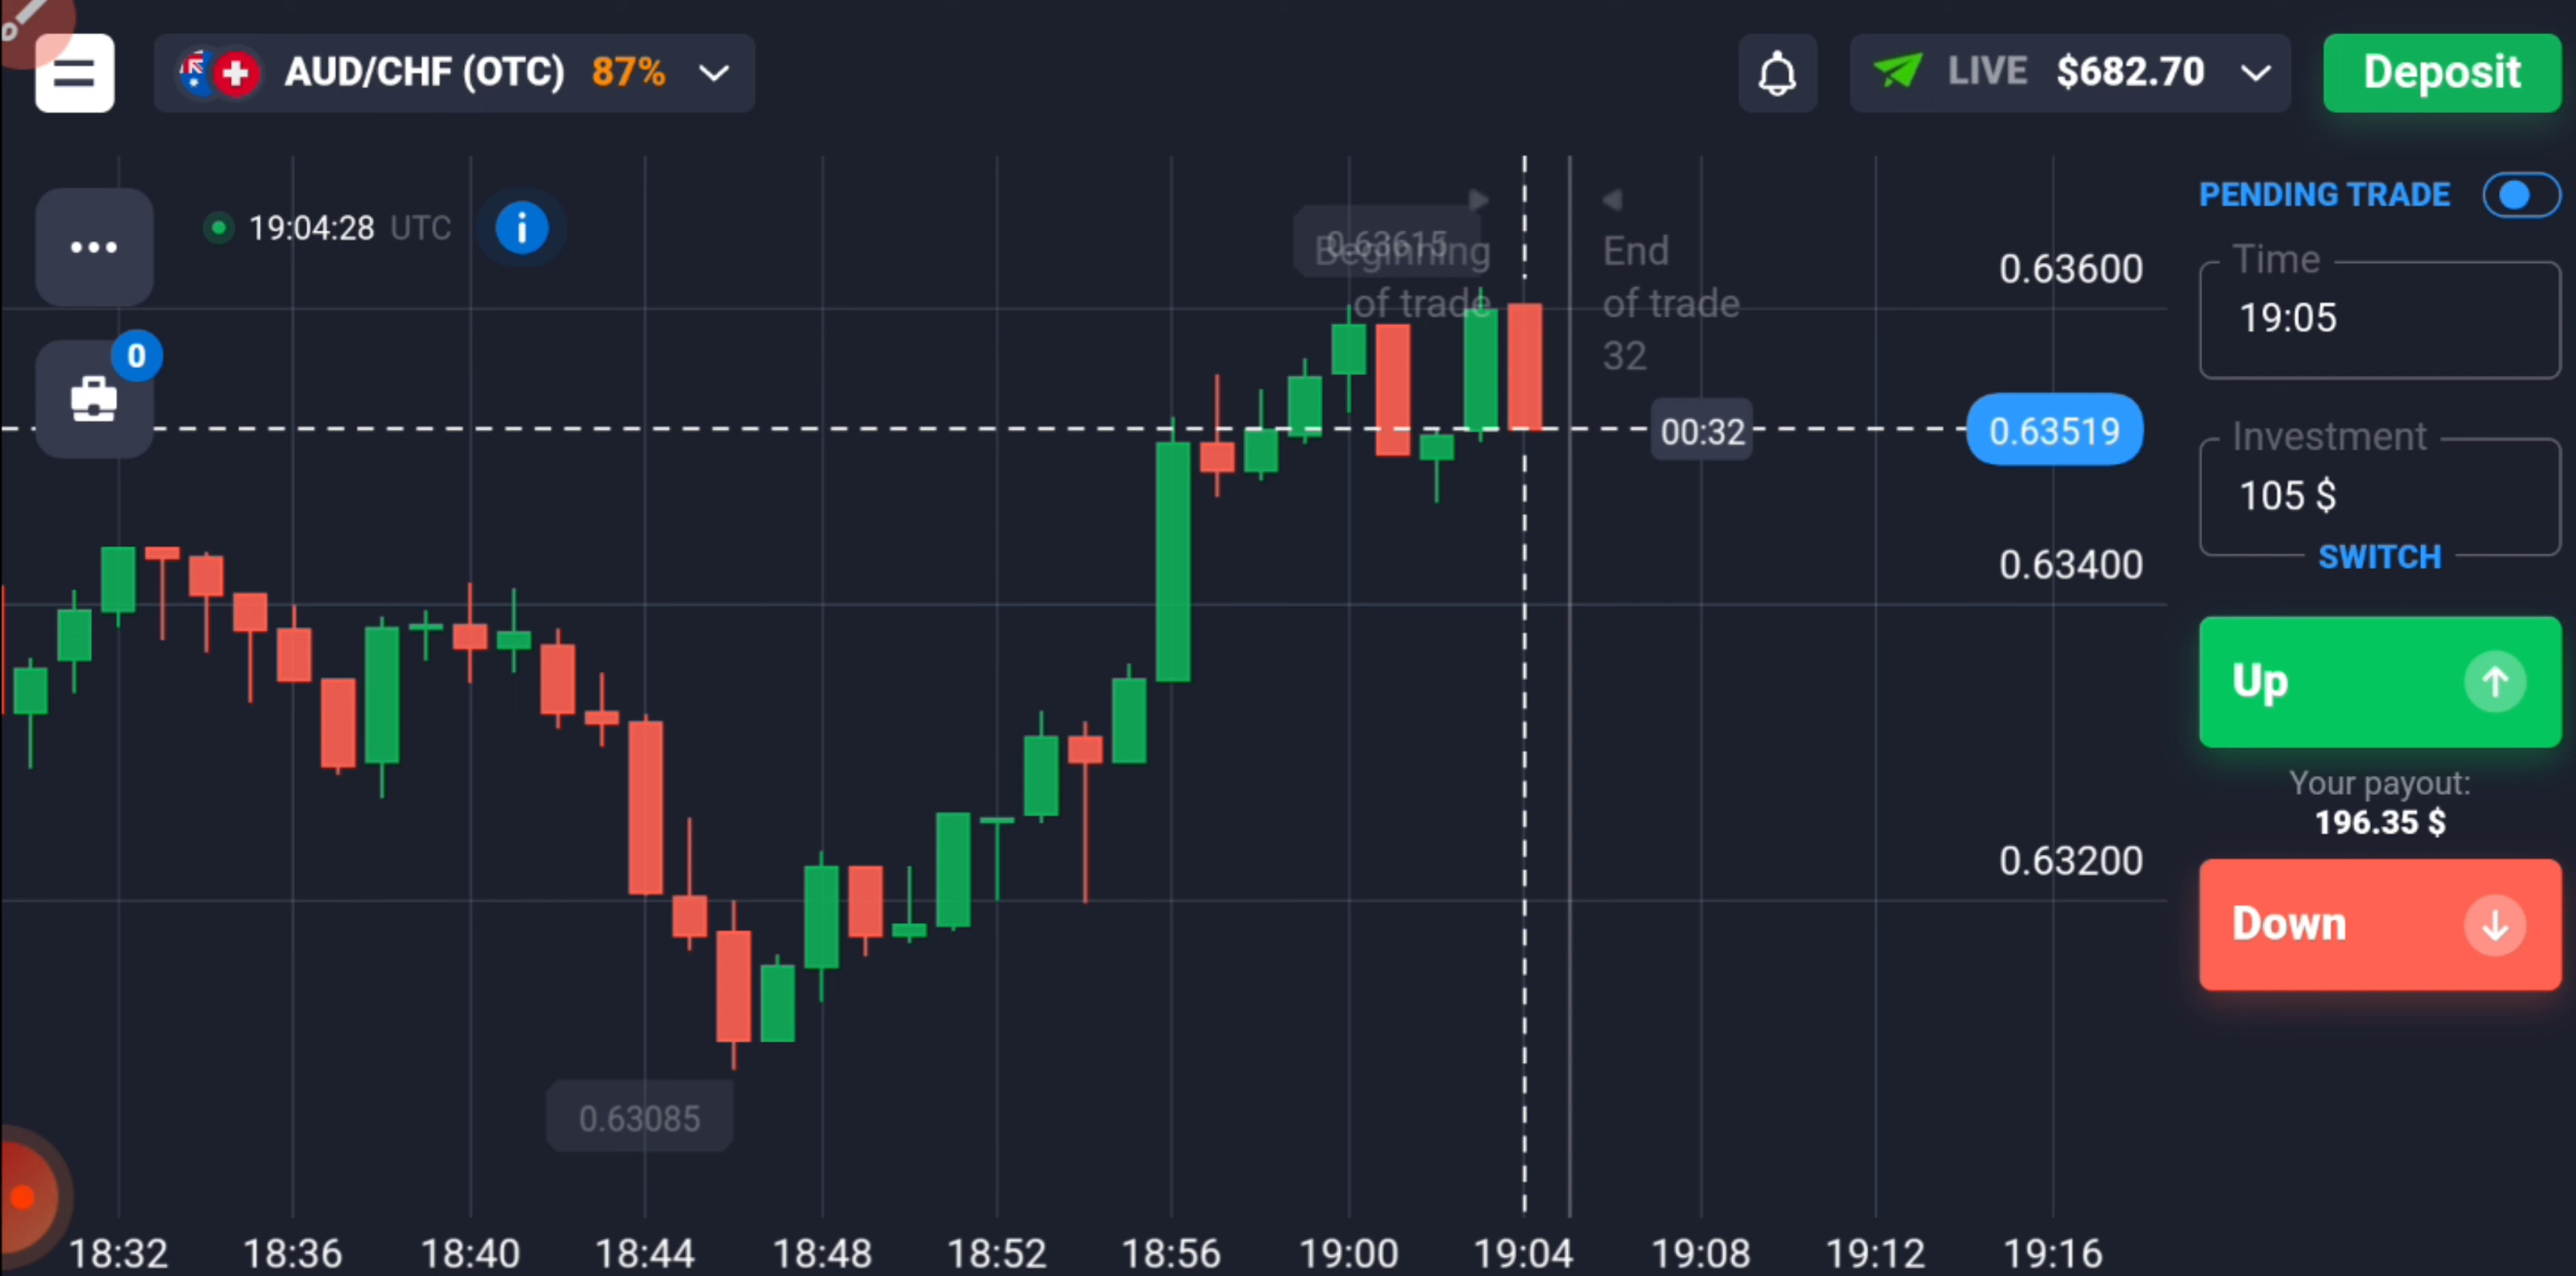 AUD/CHF (OTC) 87%
LIVE $682.70
Deposit
19:04:28 UTC
0.63615
Beginning
of trade
End
of trade
32
0
00:32
0.63600
0.63519
0.63400
0.63200
0.63085
PENDING TRADE
Time
19:05
Investment
105 $
SWITCH
Up
Your payout:
196.35 $
Down
18:32 18:36 18:40 18:44 18:48 18:52 18:56 19:00 19:04 19:08 19:12 19:16